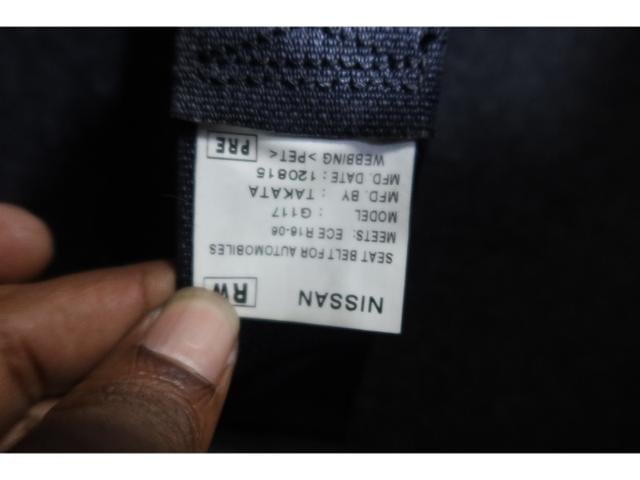 NISSAN RW
SEAT BELT FOR AUTOMOBILES
MEETS: ECE R16-06
MODEL : G117
MFD. BY : TAKATA
MFD. DATE : 120815
WEBBING >PET< PRE